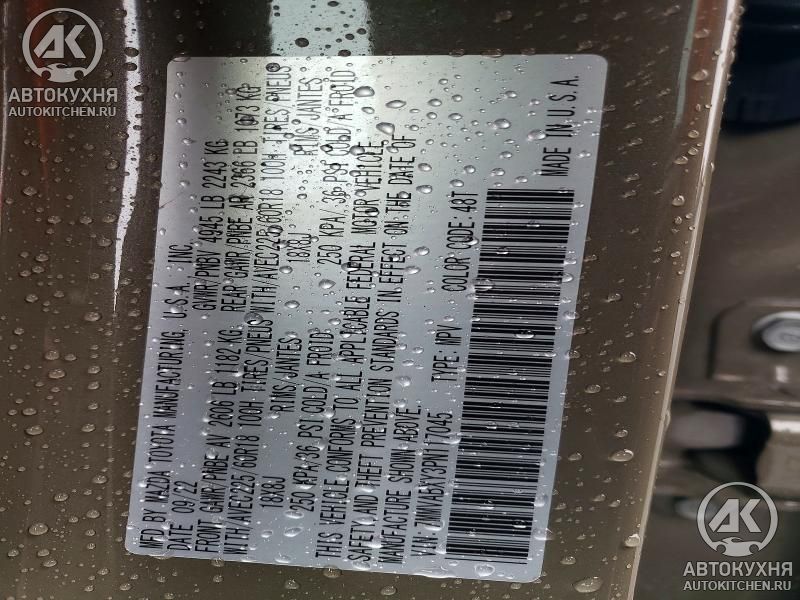 MFD BY MAZDA TOYOTA MANUFACTURING, U.S.A., INC.
DATE 09/22 GVWR/PNBV 4945 LB 2243 KG
FRONT GAWR/PNBE AV 2606 LB 1182 KG REAR GAWR/PNBE AR 2366 LB 1073 KG
WITH/AVEC225/60R18 100H TIRES/PNEUS WITH/AVEC225/60R18 100H TIRES/PNEUS
18X8J RIMS/JANTES 18X8J RIMS/JANTES
250 KPA/36 PSI COLD/A FROID 250 KPA/36 PSI COLD/A FROID
THIS VEHICLE CONFORMS TO ALL APPLICABLE FEDERAL MOTOR VEHICLE
SAFETY AND THEFT PREVENTION STANDARDS IN EFFECT ON THE DATE OF
MANUFACTURE SHOWN ABOVE.
VIN: 7MMVA TYPE: MPV COLOR CODE: 48T
MADE IN U.S.A.
AK
АВТОКУХНЯ
AUTOKITCHEN.RU
AK
АВТОКУХНЯ
AUTOKITCHEN.RU